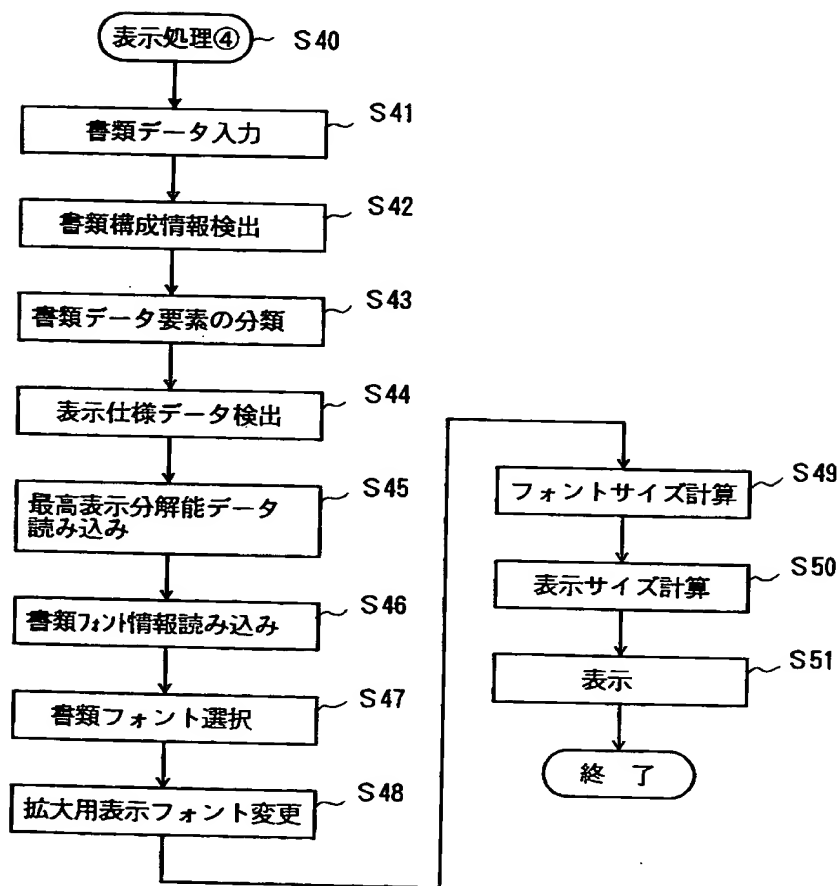 表示処理④ S40
書類データ入力 S41
書類構成情報検出 S42
書類データ要素の分類 S43
表示仕様データ検出 S44
最高表示分解能データ S45
読み込み
書類フォント情報読み込み S46
書類フォント選択 S47
拡大用表示フォント変更 S48
フォントサイズ計算 S49
表示サイズ計算 S50
表示 S51
終 了